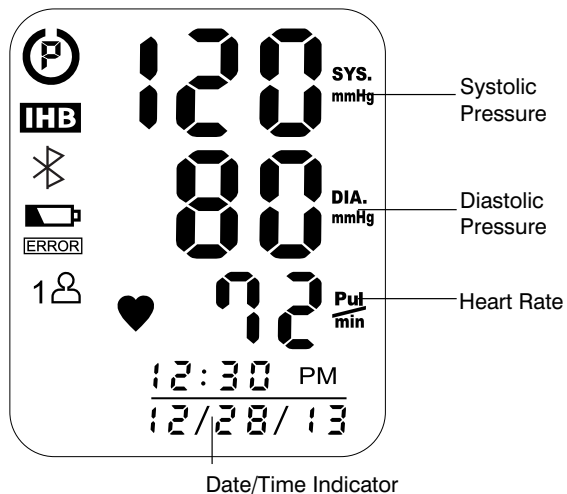 P
120 SYS. mmHg
Systolic Pressure
IHB
80 DIA. mmHg
Diastolic Pressure
ERROR
1
72 Pul/min
Heart Rate
12:30 PM
12/28/13
Date/Time Indicator